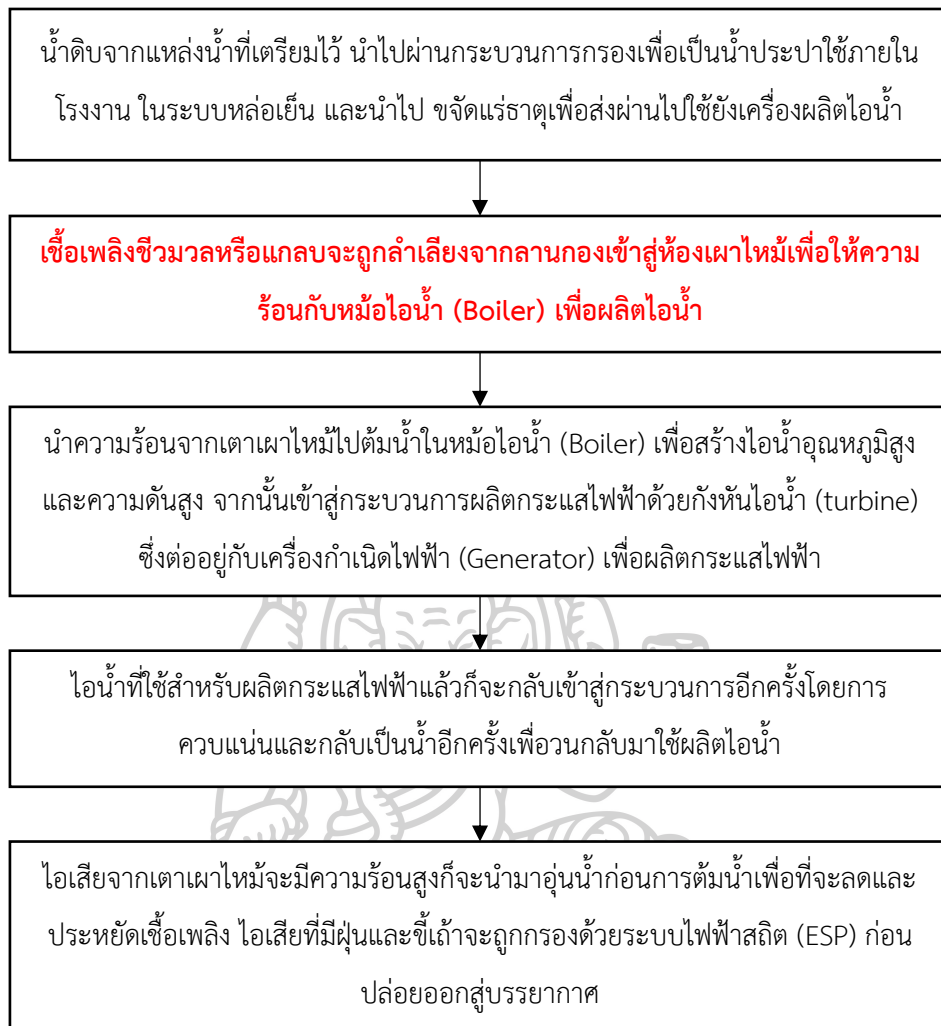 น้ำดิบจากแหล่งน้ำที่เตรียมไว้ นำไปผ่านกระบวนการกรองเพื่อเป็นน้ำประปาใช้ภายใน
โรงงาน ในระบบหล่อเย็น และนำไป ขจัดแร่ธาตุเพื่อส่งผ่านไปใช้ยังเครื่องผลิตไอน้ำ
เชื้อเพลิงชีวมวลหรือแกลบจะถูกลำเลียงจากลานกองเข้าสู่ห้องเผาไหม้เพื่อให้ความ
ร้อนกับหม้อไอน้ำ (Boiler) เพื่อผลิตไอน้ำ
นำความร้อนจากเตาเผาไหม้ไปต้มน้ำในหม้อไอน้ำ (Boiler) เพื่อสร้างไอน้ำอุณหภูมิสูง
และความดันสูง จากนั้นเข้าสู่กระบวนการผลิตกระแสไฟฟ้าด้วยกังหันไอน้ำ (turbine)
ซึ่งต่ออยู่กับเครื่องกำเนิดไฟฟ้า (Generator) เพื่อผลิตกระแสไฟฟ้า
ไอน้ำที่ใช้สำหรับผลิตกระแสไฟฟ้าแล้วก็จะกลับเข้าสู่กระบวนการอีกครั้งโดยการ
ควบแน่นและกลับเป็นน้ำอีกครั้งเพื่อวนกลับมาใช้ผลิตไอน้ำ
ไอเสียจากเตาเผาไหม้จะมีความร้อนสูงก็จะนำมาอุ่นน้ำก่อนการต้มน้ำเพื่อที่จะลดและ
ประหยัดเชื้อเพลิง ไอเสียที่มีฝุ่นและขี้เถ้าจะถูกกรองด้วยระบบไฟฟ้าสถิต (ESP) ก่อน
ปล่อยออกสู่บรรยากาศ